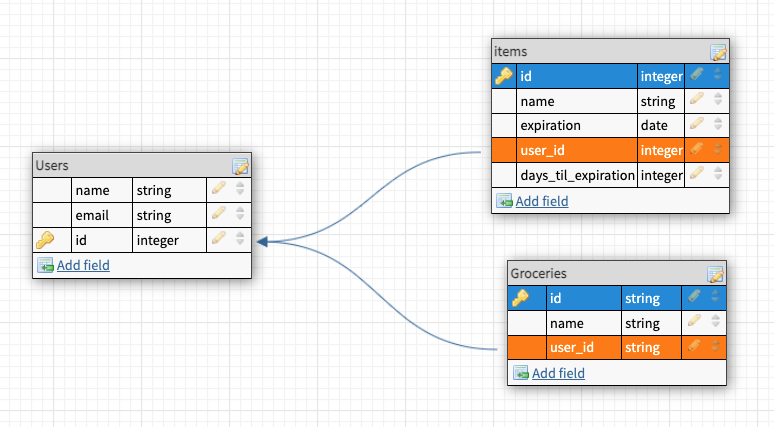 Users
name string
email string
id integer
Add field
items
id integer
name string
expiration date
user_id integer
days_til_expiration integer
Add field
Groceries
id string
name string
user_id string
Add field